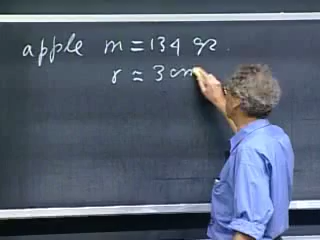 apple m = 134 gr.
r ≈ 3 cm